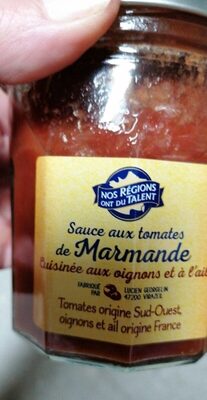 NOS RÉGIONS
ONT DU TALENT
Sauce aux tomates
de Marmande
Cuisinée aux oignons et à l'ail
FABRIQUÉ
PAR
LUCIEN GEORGELIN
47200 VIRAZEIL
Tomates origine Sud-Ouest,
oignons et ail origine France